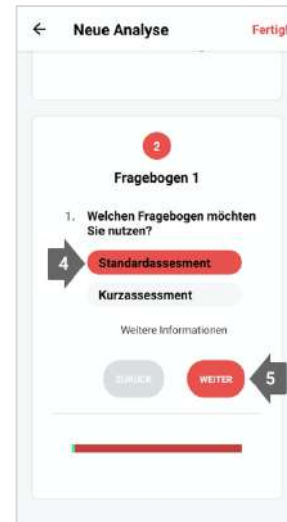 ← Neue Analyse Fertig
2
Fragebogen 1
1. Welchen Fragebogen möchten
Sie nutzen?
4 Standardassesment
Kurzassessment
Weitere Informationen
ZURÜCK WEITER 5